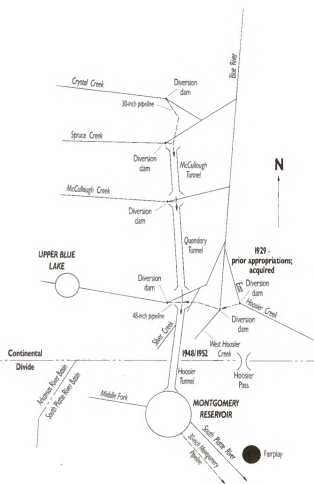 Blue River
Crystal Creek
Diversion
dam
30-inch pipeline
Spruce Creek
Diversion
dam
McCullough
Tunnel
N
McCullough Creek
Diversion
dam
Quandary
Tunnel
1929 -
prior appropriations;
acquired
UPPER BLUE
LAKE
Diversion
dam
East
Diversion
dam
Hoosier Creek
48-inch pipeline
Silver Creek
Diversion
dam
West Hoosier
Creek
1948/1952
Continental
Divide
Hoosier
Tunnel
Hoosier
Pass
Arkansas River Basin
South Platte River Basin
Middle Fork
MONTGOMERY
RESERVOIR
South Platte River
30-inch Montgomery
Pipeline
Fairplay